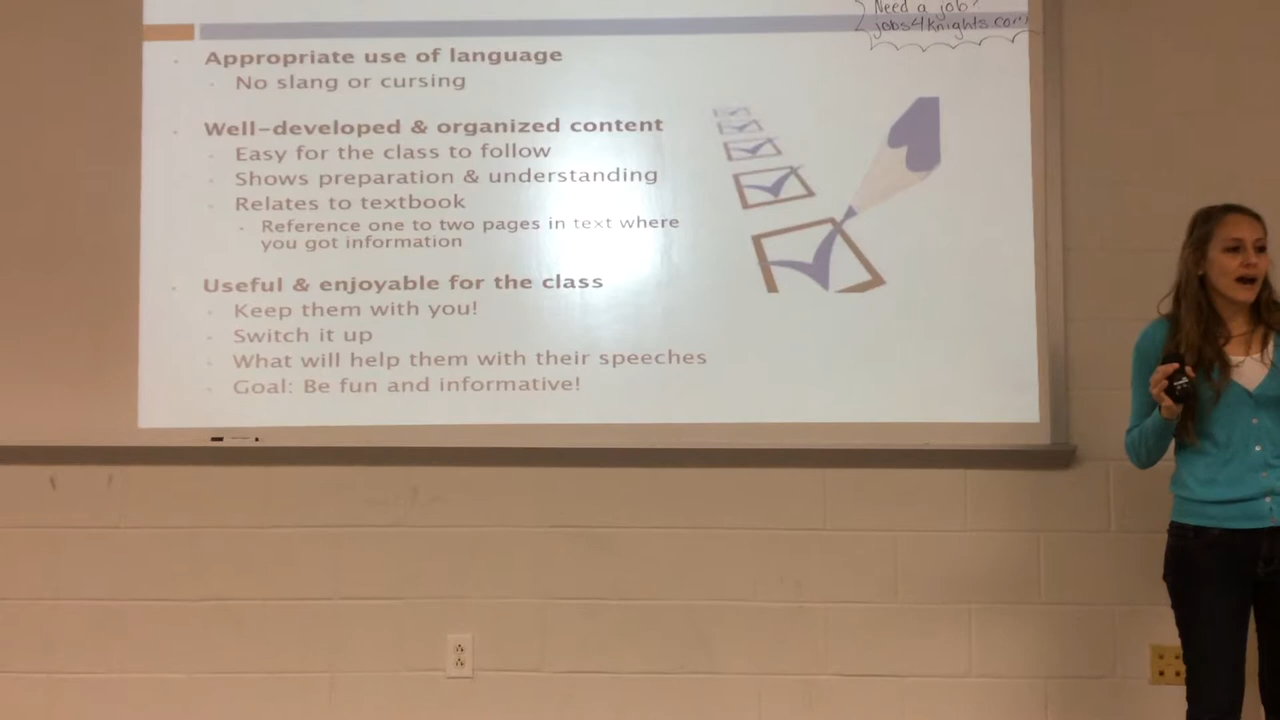 Need a job?
jobs4knights.com
Appropriate use of language
No slang or cursing
Well-developed & organized content
Easy for the class to follow
Shows preparation & understanding
Relates to textbook
Reference one to two pages in text where
you got information
Useful & enjoyable for the class
Keep them with you!
Switch it up
What will help them with their speeches
Goal: Be fun and informative!